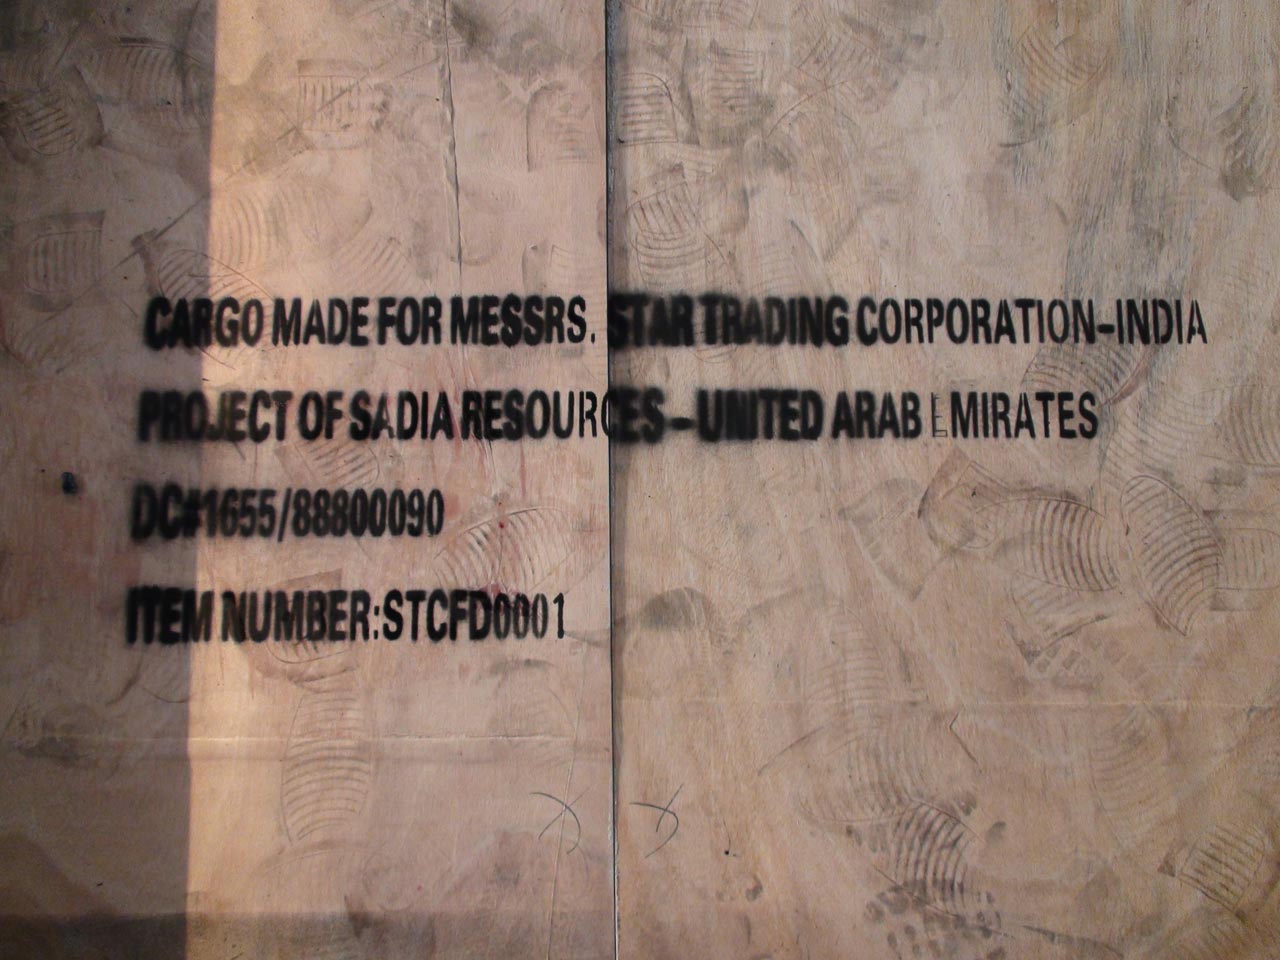 CARGO MADE FOR MESSRS. STAR TRADING CORPORATION-INDIA
PROJECT OF SADIA RESOURCES - UNITED ARAB EMIRATES
DC#1655/88800090
ITEM NUMBER:STCFD0001